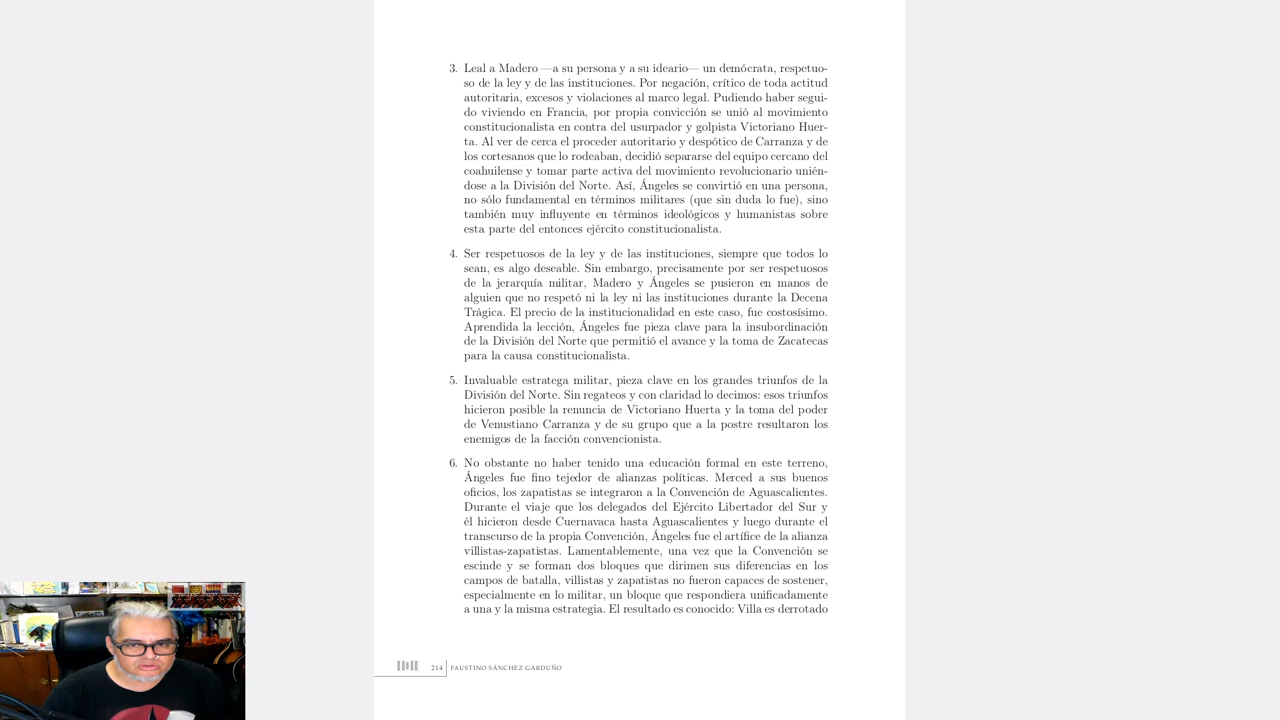 3. Leal a Madero —a su persona y a su ideario— un demócrata, respetuo-
so de la ley y de las instituciones. Por negación, crítico de toda actitud
autoritaria, excesos y violaciones al marco legal. Pudiendo haber segui-
do viviendo en Francia, por propia convicción se unió al movimiento
constitucionalista en contra del usurpador y golpista Victoriano Huer-
ta. Al ver de cerca el proceder autoritario y despótico de Carranza y de
los cortesanos que lo rodeaban, decidió separarse del equipo cercano del
coahuilense y tomar parte activa del movimiento revolucionario unién-
dose a la División del Norte. Así, Ángeles se convirtió en una persona,
no sólo fundamental en términos militares (que sin duda lo fue), sino
también muy influyente en términos ideológicos y humanistas sobre
esta parte del entonces ejército constitucionalista.
4. Ser respetuosos de la ley y de las instituciones, siempre que todos lo
sean, es algo deseable. Sin embargo, precisamente por ser respetuosos
de la jerarquía militar, Madero y Ángeles se pusieron en manos de
alguien que no respetó ni la ley ni las instituciones durante la Decena
Trágica. El precio de la institucionalidad en este caso, fue costosísimo.
Aprendida la lección, Ángeles fue pieza clave para la insubordinación
de la División del Norte que permitió el avance y la toma de Zacatecas
para la causa constitucionalista.
5. Invaluable estratega militar, pieza clave en los grandes triunfos de la
División del Norte. Sin regateos y con claridad lo decimos: esos triunfos
hicieron posible la renuncia de Victoriano Huerta y la toma del poder
de Venustiano Carranza y de su grupo que a la postre resultaron los
enemigos de la facción convencionista.
6. No obstante no haber tenido una educación formal en este terreno,
Ángeles fue fino tejedor de alianzas políticas. Merced a sus buenos
oficios, los zapatistas se integraron a la Convención de Aguascalientes.
Durante el viaje que los delegados del Ejército Libertador del Sur y
él hicieron desde Cuernavaca hasta Aguascalientes y luego durante el
transcurso de la propia Convención, Ángeles fue el artífice de la alianza
villistas-zapatistas. Lamentablemente, una vez que la Convención se
escinde y se forman dos bloques que dirimen sus diferencias en los
campos de batalla, villistas y zapatistas no fueron capaces de sostener,
especialmente en lo militar, un bloque que respondiera unificadamente
a una y la misma estrategia. El resultado es conocido: Villa es derrotado
214 FAUSTINO SÁNCHEZ GARDUÑO